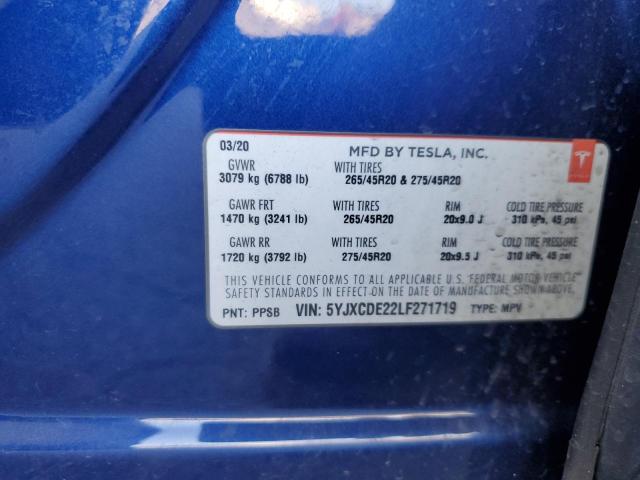 03/20 MFD BY TESLA, INC.
GVWR WITH TIRES
3079 kg (6788 lb) 265/45R20 & 275/45R20
GAWR FRT WITH TIRES RIM COLD TIRE PRESSURE
1470 kg (3241 lb) 265/45R20 20x9.0 J 310 kPa, 45 psi
GAWR RR WITH TIRES RIM COLD TIRE PRESSURE
1720 kg (3792 lb) 275/45R20 20x9.5 J 310 kPa, 45 psi
THIS VEHICLE CONFORMS TO ALL APPLICABLE U.S. FEDERAL MOTOR VEHICLE
SAFETY STANDARDS IN EFFECT ON THE DATE OF MANUFACTURE SHOWN ABOVE.
PNT: PPSB VIN: 5YJXCDE22LF271719 TYPE: MPV